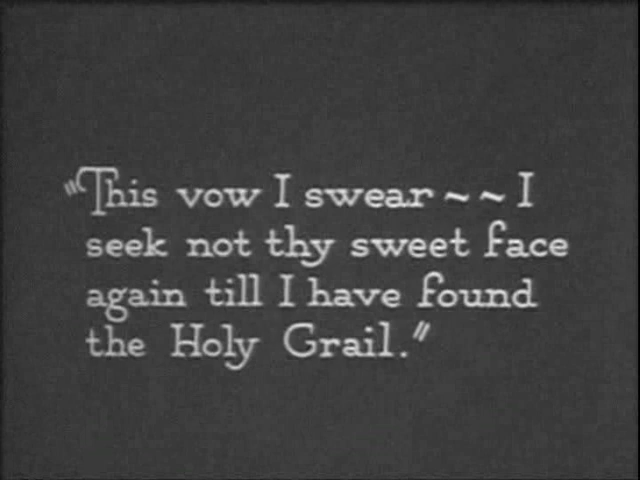 "This vow I swear ~ ~ I
seek not thy sweet face
again till I have found
the Holy Grail."